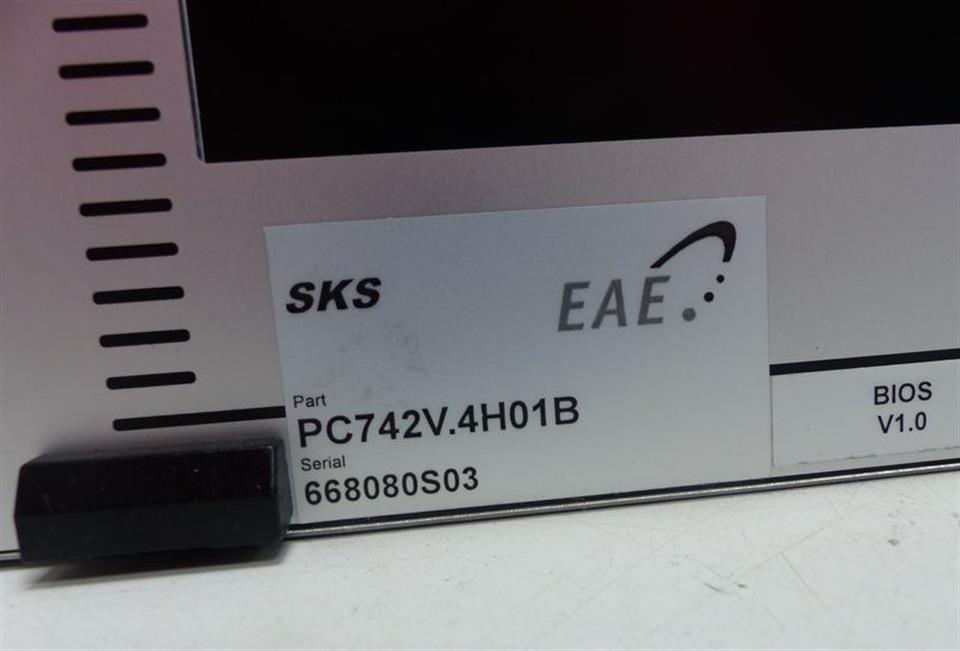 SKS
EAE
Part
PC742V.4H01B
Serial
668080S03
BIOS
V1.0